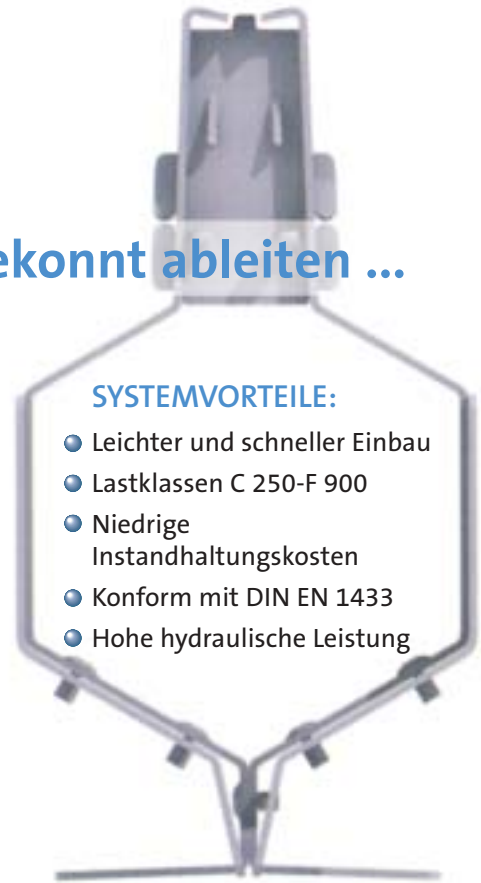 ekonnt ableiten ...
SYSTEMVORTEILE:
Leichter und schneller Einbau
Lastklassen C 250-F 900
Niedrige
Instandhaltungskosten
Konform mit DIN EN 1433
Hohe hydraulische Leistung